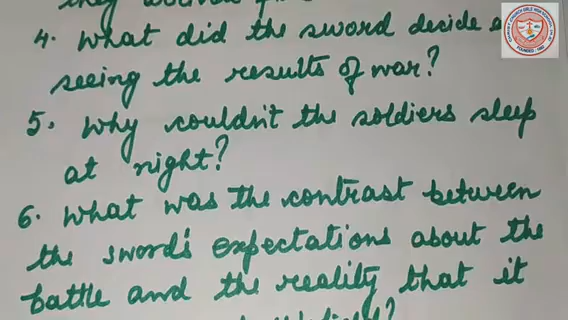 they
4. What did the sword decide
seeing the results of war?
5. Why couldn't the soldiers sleep
at night?
6. What was the contrast between
the sword's expectations about the
battle and the reality that it